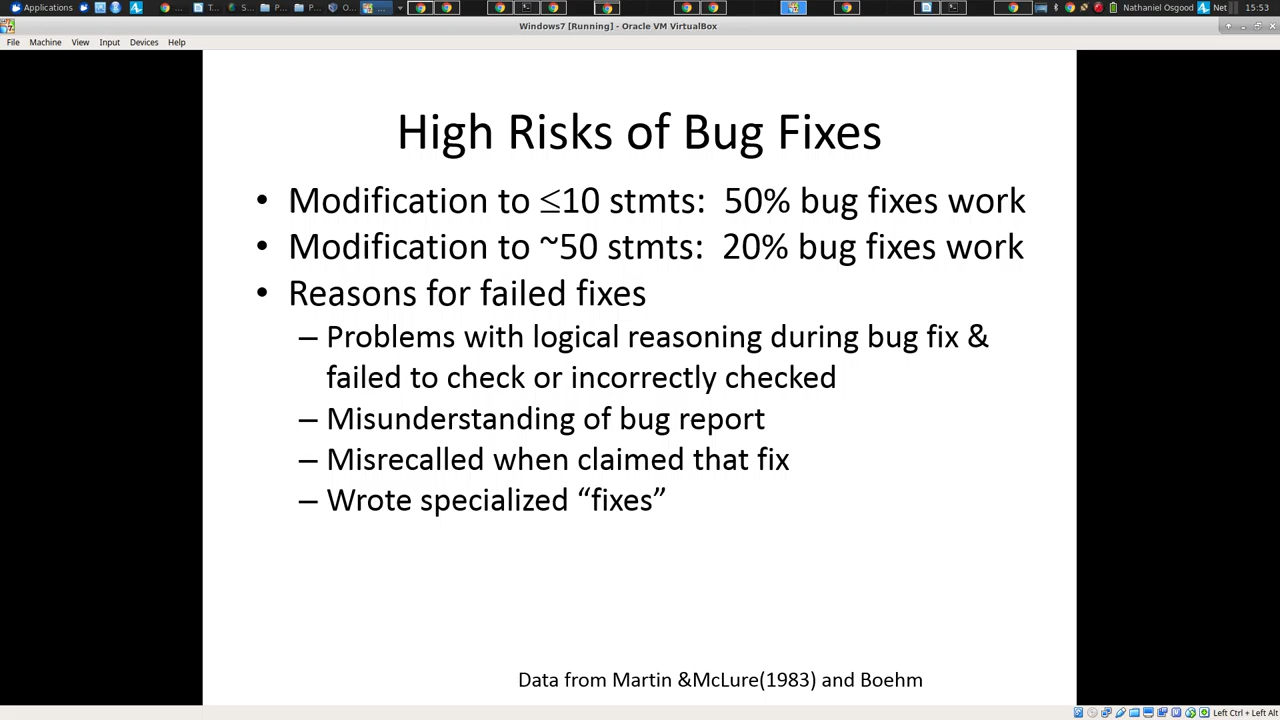 Applications
T...
S...
P...
P...
O...
...
Nathaniel Osgood
Net
15:53
Windows7 [Running] - Oracle VM VirtualBox
File Machine View Input Devices Help
High Risks of Bug Fixes
• Modification to ≤10 stmts: 50% bug fixes work
• Modification to ~50 stmts: 20% bug fixes work
• Reasons for failed fixes
– Problems with logical reasoning during bug fix &
failed to check or incorrectly checked
– Misunderstanding of bug report
– Misrecalled when claimed that fix
– Wrote specialized “fixes”
Data from Martin &McLure(1983) and Boehm
Left Ctrl + Left Alt